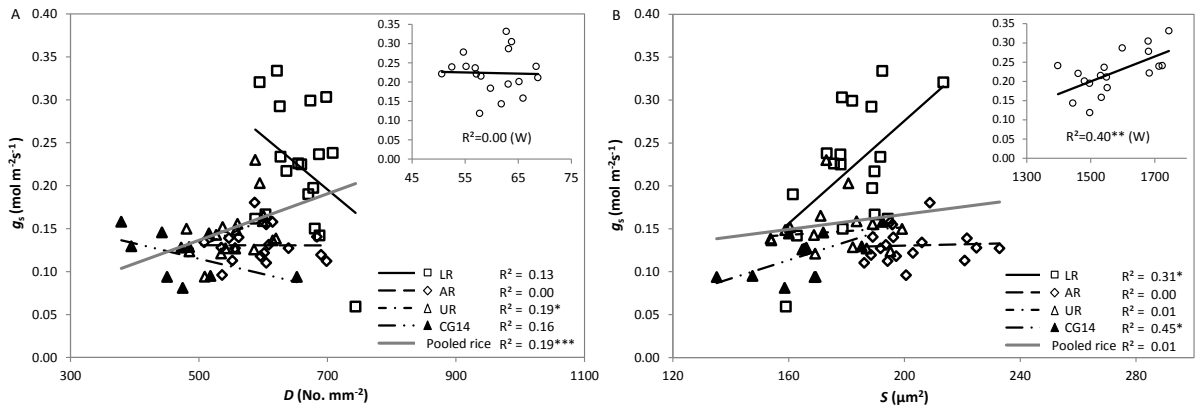 A
g_s (mol m⁻²s⁻¹)
0.40
0.35
0.30
0.25
0.20
0.15
0.10
0.05
0.00
300
500
700
900
1100
D (No. mm⁻²)
0.35
0.30
0.25
0.20
0.15
0.10
0.05
0.00
45
55
65
75
R²=0.00 (W)
LR R² = 0.13
AR R² = 0.00
UR R² = 0.19*
CG14 R² = 0.16
Pooled rice R² = 0.19***
B
g_s (mol m⁻²s⁻¹)
0.40
0.35
0.30
0.25
0.20
0.15
0.10
0.05
0.00
120
160
200
240
280
S (µm²)
0.35
0.30
0.25
0.20
0.15
0.10
0.05
0.00
1300
1500
1700
R²=0.40** (W)
LR R² = 0.31*
AR R² = 0.00
UR R² = 0.01
CG14 R² = 0.45*
Pooled rice R² = 0.01